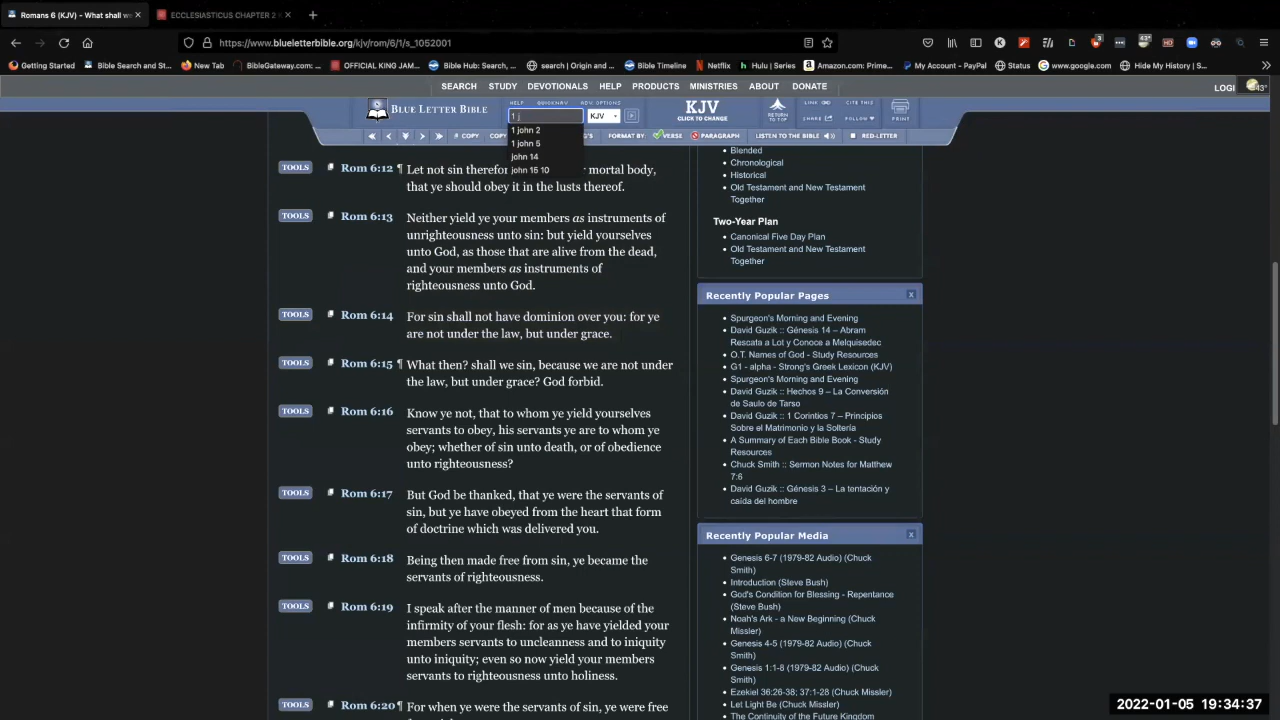 Romans 6 (KJV) - What shall we
ECCLESIASTICUS CHAPTER 2
https://www.blueletterbible.org/kjv/rom/6/1/s_1052001
Getting Started
Bible Search and St...
New Tab
BibleGateway.com: ...
OFFICIAL KING JAM...
Bible Hub: Search, ...
search | Origin and ...
Bible Timeline
Netflix
Hulu | Series
Amazon.com: Prime...
My Account - PayPal
Status
www.google.com
Hide My History | S...
SEARCH STUDY DEVOTIONALS HELP PRODUCTS MINISTRIES ABOUT DONATE
LOGI
43°
BLUE LETTER BIBLE
HELP QUICKNAV ADV. OPTIONS
1 j
KJV
KJV
CLICK TO CHANGE
RETURN
TO TOP
LINK
SHARE
CITE THIS
FOLLOW
PRINT
1 john 2
1 john 5
john 14
john 15 10
COPY
COPY
FORMAT BY: VERSE PARAGRAPH
LISTEN TO THE BIBLE
RED-LETTER
TOOLS Rom 6:12 ¶ Let not sin therefor r mortal body,
that ye should obey it in the lusts thereof.
TOOLS Rom 6:13 Neither yield ye your members as instruments of
unrighteousness unto sin: but yield yourselves
unto God, as those that are alive from the dead,
and your members as instruments of
righteousness unto God.
TOOLS Rom 6:14 For sin shall not have dominion over you: for ye
are not under the law, but under grace.
TOOLS Rom 6:15 ¶ What then? shall we sin, because we are not under
the law, but under grace? God forbid.
TOOLS Rom 6:16 Know ye not, that to whom ye yield yourselves
servants to obey, his servants ye are to whom ye
obey; whether of sin unto death, or of obedience
unto righteousness?
TOOLS Rom 6:17 But God be thanked, that ye were the servants of
sin, but ye have obeyed from the heart that form
of doctrine which was delivered you.
TOOLS Rom 6:18 Being then made free from sin, ye became the
servants of righteousness.
TOOLS Rom 6:19 I speak after the manner of men because of the
infirmity of your flesh: for as ye have yielded your
members servants to uncleanness and to iniquity
unto iniquity; even so now yield your members
servants to righteousness unto holiness.
TOOLS Rom 6:20 For when ye were the servants of sin, ye were free
Blended
Chronological
Historical
Old Testament and New Testament
Together
Two-Year Plan
Canonical Five Day Plan
Old Testament and New Testament
Together
Recently Popular Pages x
Spurgeon's Morning and Evening
David Guzik :: Génesis 14 – Abram
Rescata a Lot y Conoce a Melquisedec
O.T. Names of God - Study Resources
G1 - alpha - Strong's Greek Lexicon (KJV)
Spurgeon's Morning and Evening
David Guzik :: Hechos 9 – La Conversión
de Saulo de Tarso
David Guzik :: 1 Corintios 7 – Principios
Sobre el Matrimonio y la Soltería
A Summary of Each Bible Book - Study
Resources
Chuck Smith :: Sermon Notes for Matthew
7:6
David Guzik :: Génesis 3 – La tentación y
caída del hombre
Recently Popular Media x
Genesis 6-7 (1979-82 Audio) (Chuck
Smith)
Introduction (Steve Bush)
God's Condition for Blessing - Repentance
(Steve Bush)
Noah's Ark - a New Beginning (Chuck
Missler)
Genesis 4-5 (1979-82 Audio) (Chuck
Smith)
Genesis 1:1-8 (1979-82 Audio) (Chuck
Smith)
Ezekiel 36:26-38; 37:1-28 (Chuck Missler)
Let Light Be (Chuck Missler)
The Continuity of the Future Kingdom
2022-01-05 19:34:37